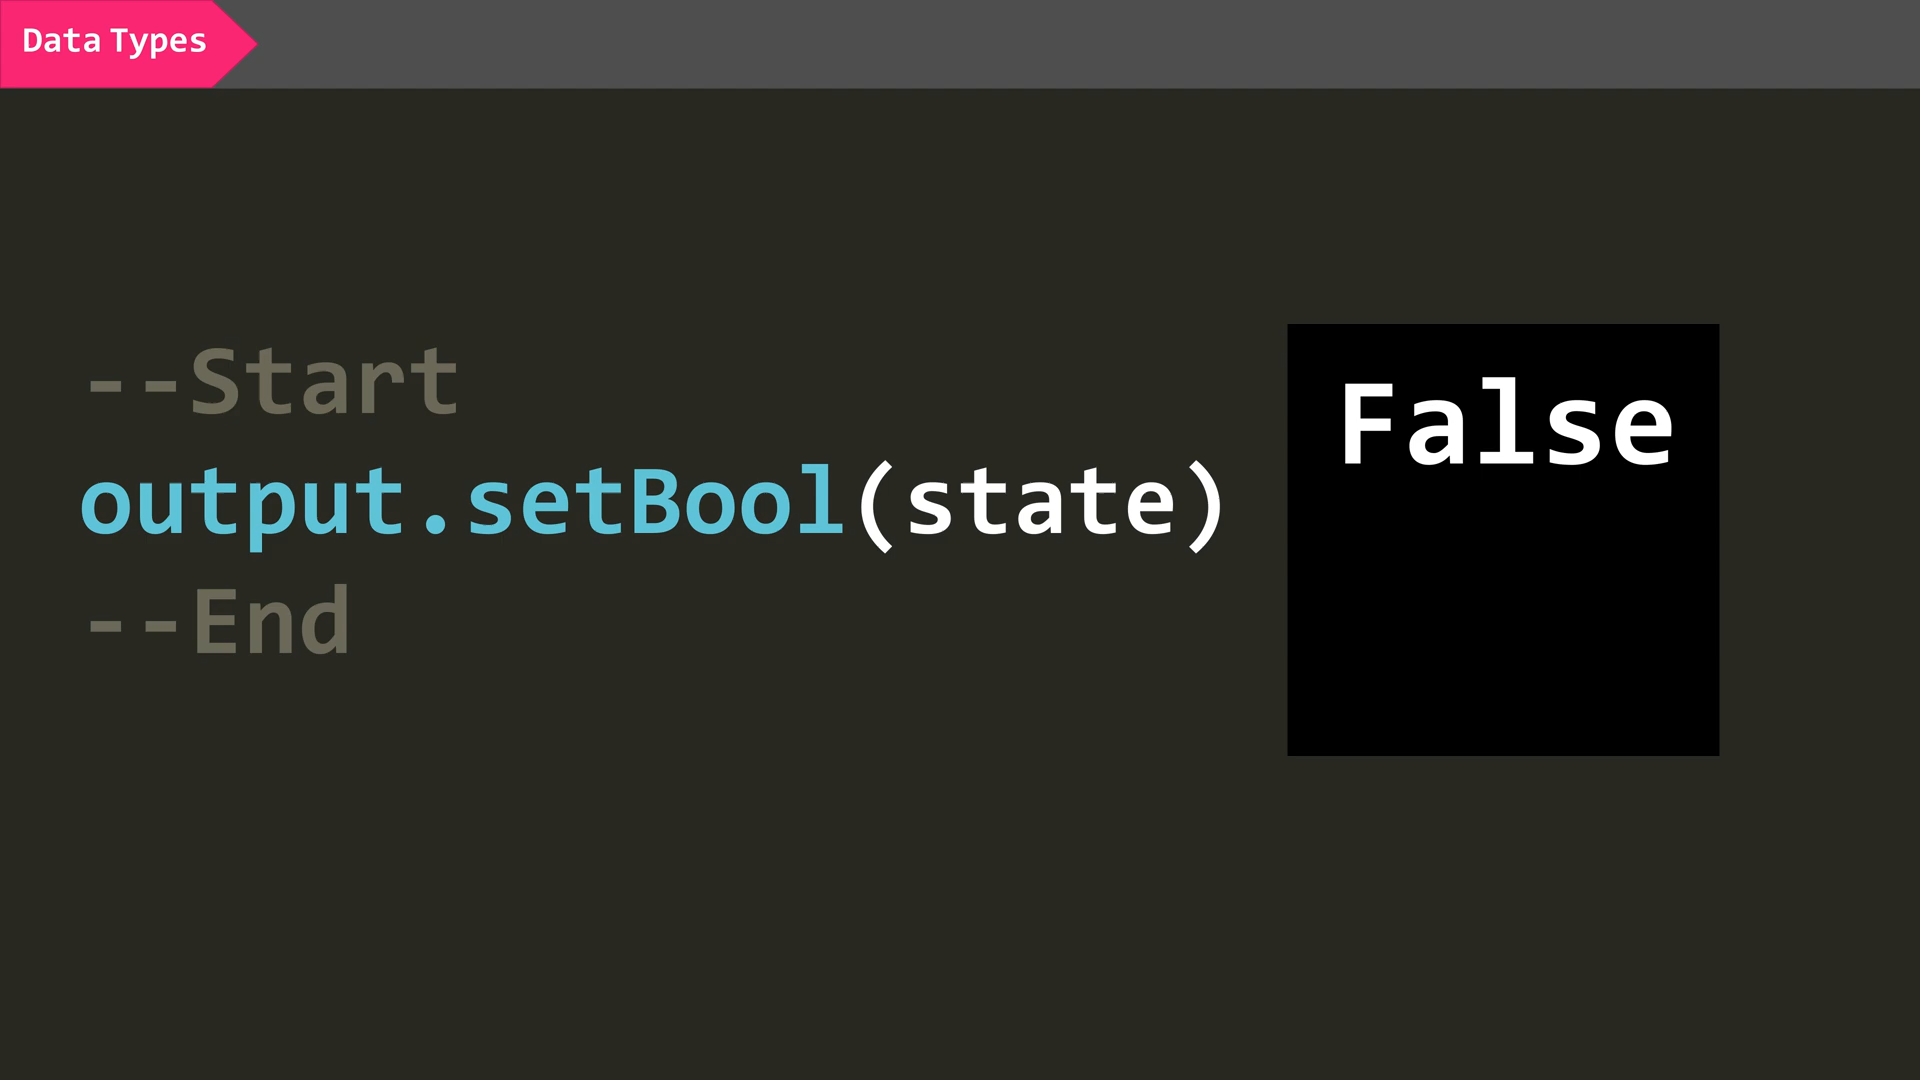 Data Types
--Start
output.setBool(state)
--End
False